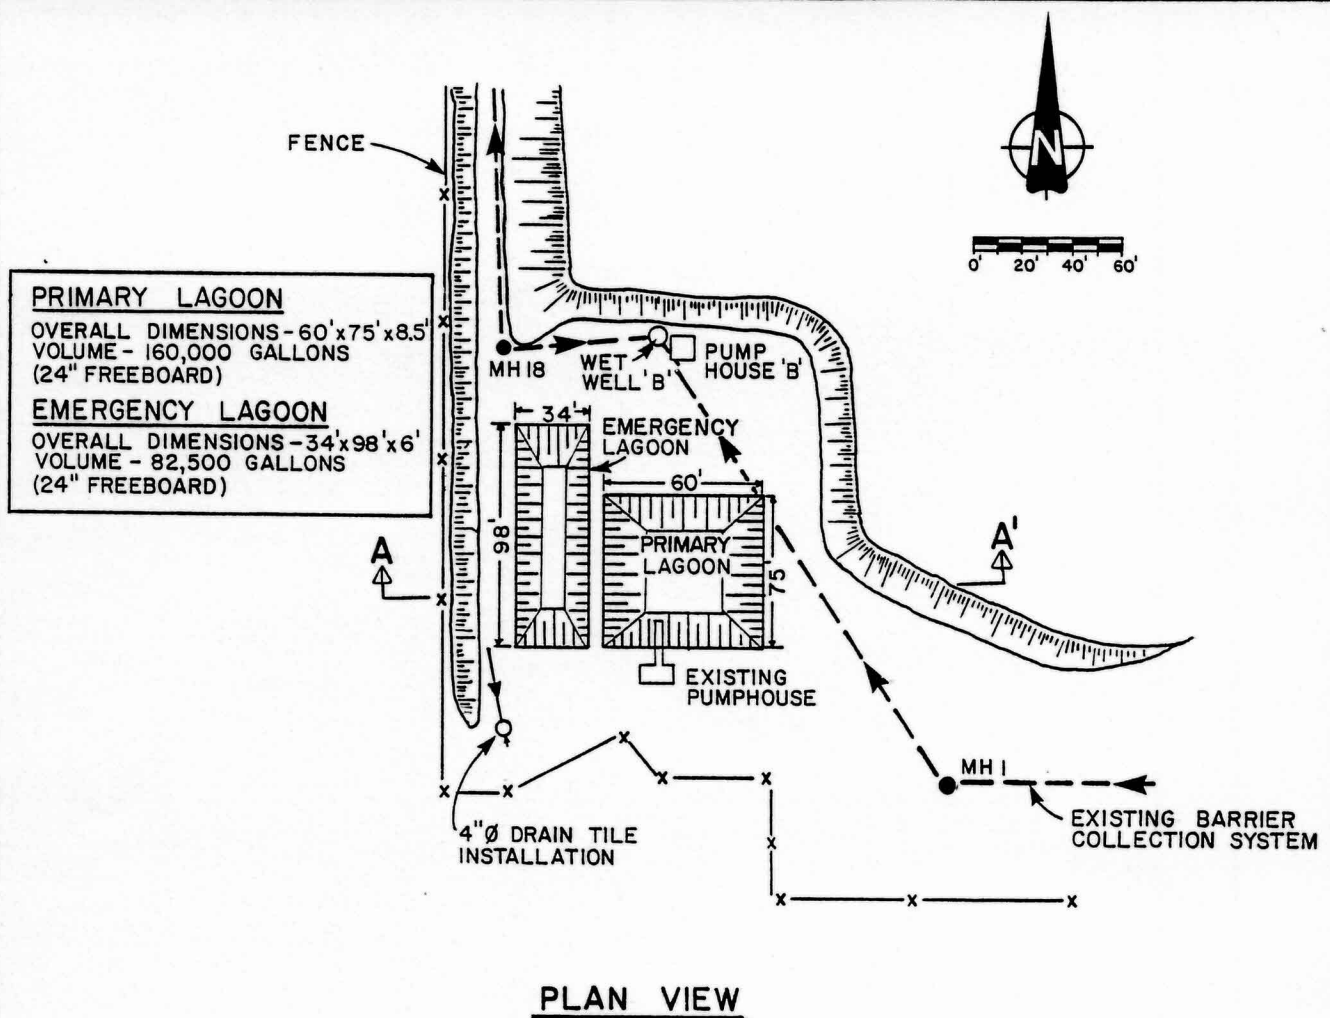 N
0' 20' 40' 60'
FENCE
PRIMARY LAGOON
OVERALL DIMENSIONS-60'x75'x8.5'
VOLUME - 160,000 GALLONS
(24" FREEBOARD)
EMERGENCY LAGOON
OVERALL DIMENSIONS-34'x98'x6'
VOLUME - 82,500 GALLONS
(24" FREEBOARD)
MH 18
WET
WELL 'B'
PUMP
HOUSE 'B'
34'
EMERGENCY
LAGOON
60'
98'
PRIMARY
LAGOON
75'
A
A'
EXISTING
PUMPHOUSE
MH 1
4"Ø DRAIN TILE
INSTALLATION
EXISTING BARRIER
COLLECTION SYSTEM
PLAN VIEW